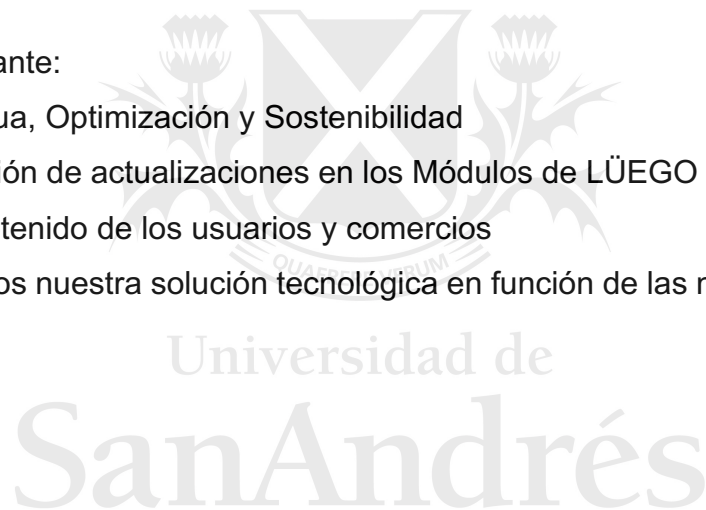 ante:
ua, Optimización y Sostenibilidad
ión de actualizaciones en los Módulos de LÜEGO
tenido de los usuarios y comercios
os nuestra solución tecnológica en función de las n
QUAERERE VERUM
Universidad de
SanAndrés